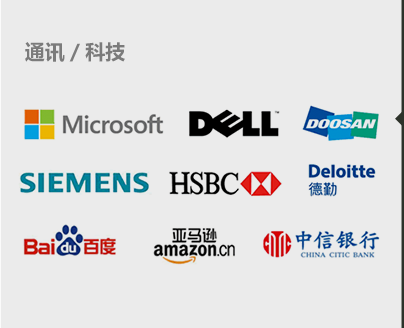 通讯 / 科技
Microsoft
DELL
DOOSAN
SIEMENS
HSBC
Deloitte
德勤
Bai du 百度
亚马逊
amazon.cn
中信银行
CHINA CITIC BANK